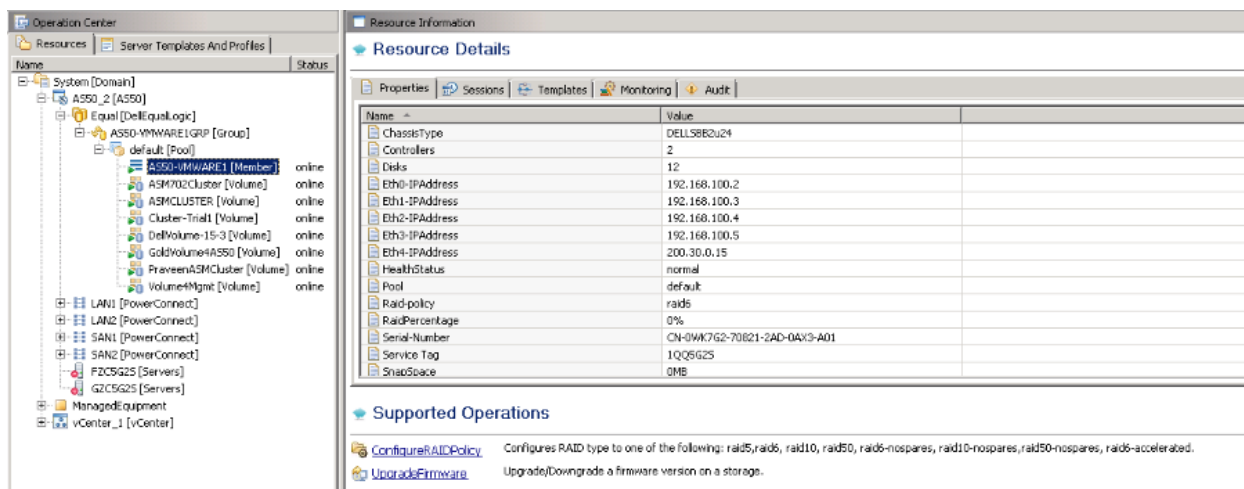 Operation Center
Resources
Server Templates And Profiles
Name
Status
System [Domain]
AS50_2 [AS50]
Equal [DellEqualLogic]
AS50-VMWARE1GRP [Group]
default [Pool]
AS50-VMWARE1 [Member] online
ASM702Cluster [Volume] online
ASMCLUSTER [Volume] online
Cluster-Trial1 [Volume] online
DellVolume-15-3 [Volume] online
GoldVolume4AS50 [Volume] online
PraveenASMCluster [Volume] online
Volume4Mgmt [Volume] online
LAN1 [PowerConnect]
LAN2 [PowerConnect]
SAN1 [PowerConnect]
SAN2 [PowerConnect]
FZC5G2S [Servers]
GZC5G2S [Servers]
ManagedEquipment
vCenter_1 [vCenter]
Resource Information
Resource Details
Properties
Sessions
Templates
Monitoring
Audit
Name
Value
ChassisType DELLSBB2u24
Controllers 2
Disks 12
Eth0-IPAddress 192.168.100.2
Eth1-IPAddress 192.168.100.3
Eth2-IPAddress 192.168.100.4
Eth3-IPAddress 192.168.100.5
Eth4-IPAddress 200.30.0.15
HealthStatus normal
Pool default
Raid-policy raid6
RaidPercentage 0%
Serial-Number CN-0WK7G2-70821-2AD-0AX3-A01
Service Tag 1QQ5G2S
SnapSpace 0MB
Supported Operations
ConfigureRAIDPolicy Configures RAID type to one of the following: raid5,raid6, raid10, raid50, raid6-nospares, raid10-nospares,raid50-nospares, raid6-accelerated.
UpgradeFirmware Upgrade/Downgrade a firmware version on a storage.